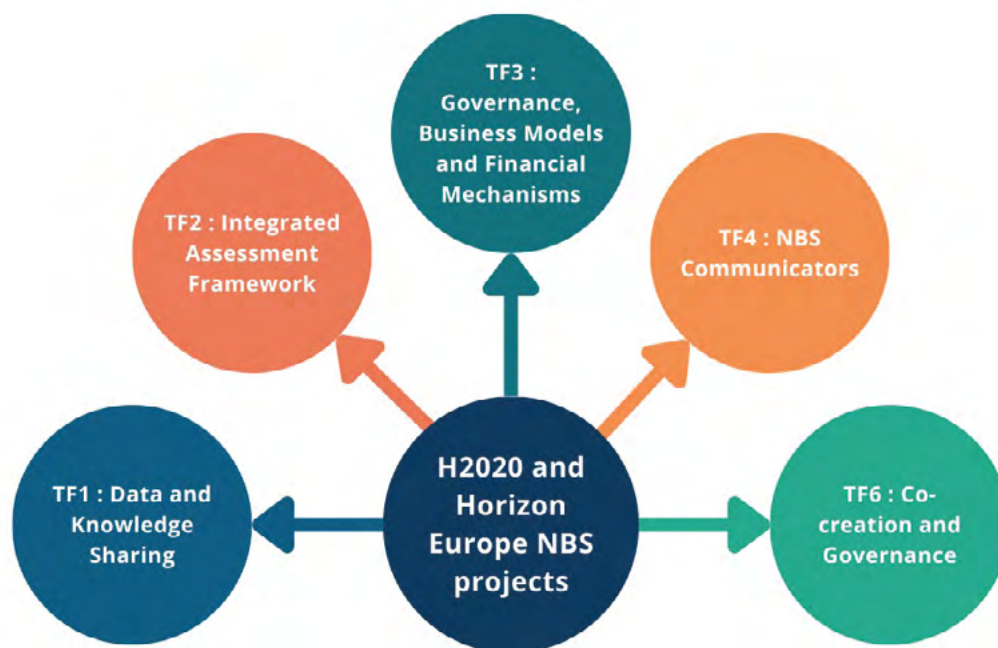 TF3 :
Governance,
Business Models
and Financial
Mechanisms
TF2 : Integrated
Assessment
Framework
TF4 : NBS
Communicators
H2020 and
Horizon
Europe NBS
projects
TF1 : Data and
Knowledge
Sharing
TF6 : Co-
creation and
Governance